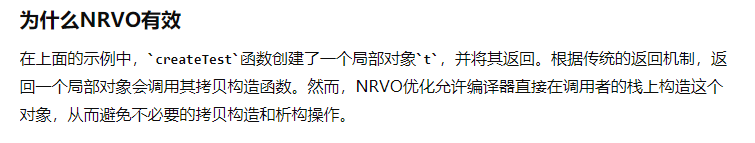 为什么NRVO有效
在上面的示例中，`createTest`函数创建了一个局部对象`t`，并将其返回。根据传统的返回机制，返
回一个局部对象会调用其拷贝构造函数。然而，NRVO优化允许编译器直接在调用者的栈上构造这个
对象，从而避免不必要的拷贝构造和析构操作。